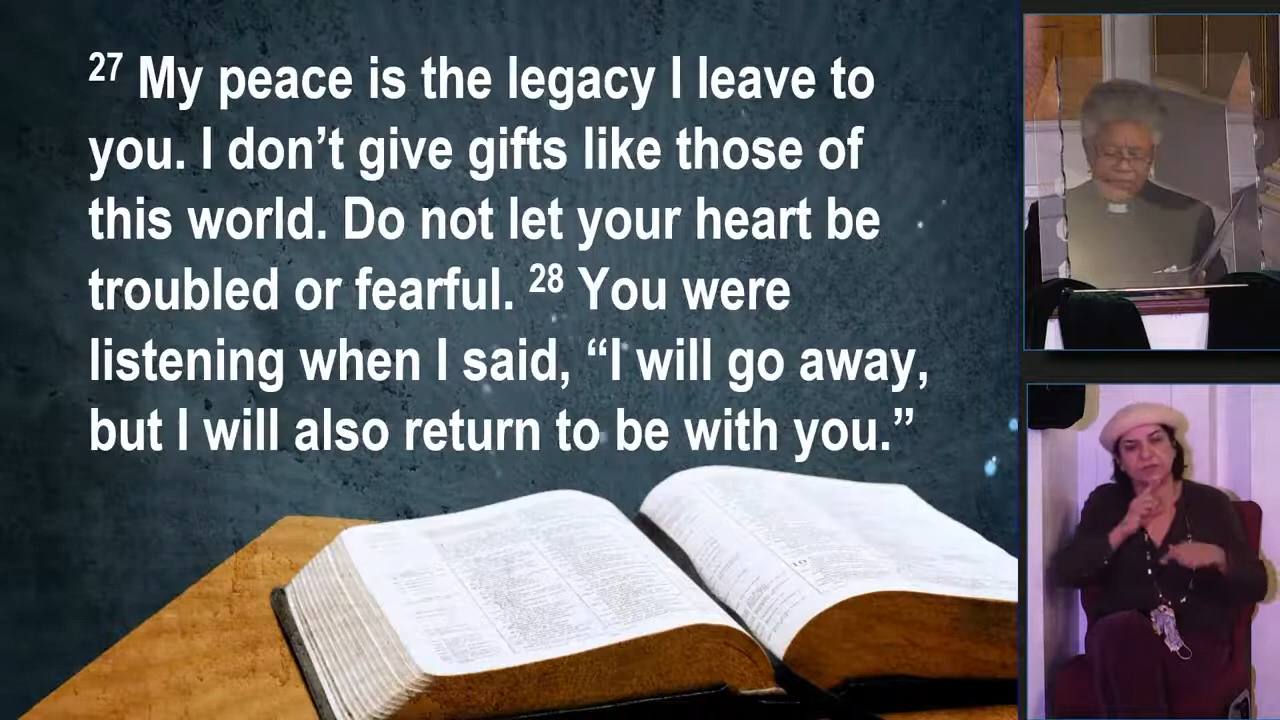 27 My peace is the legacy I leave to
you. I don’t give gifts like those of
this world. Do not let your heart be
troubled or fearful. 28 You were
listening when I said, “I will go away,
but I will also return to be with you.”